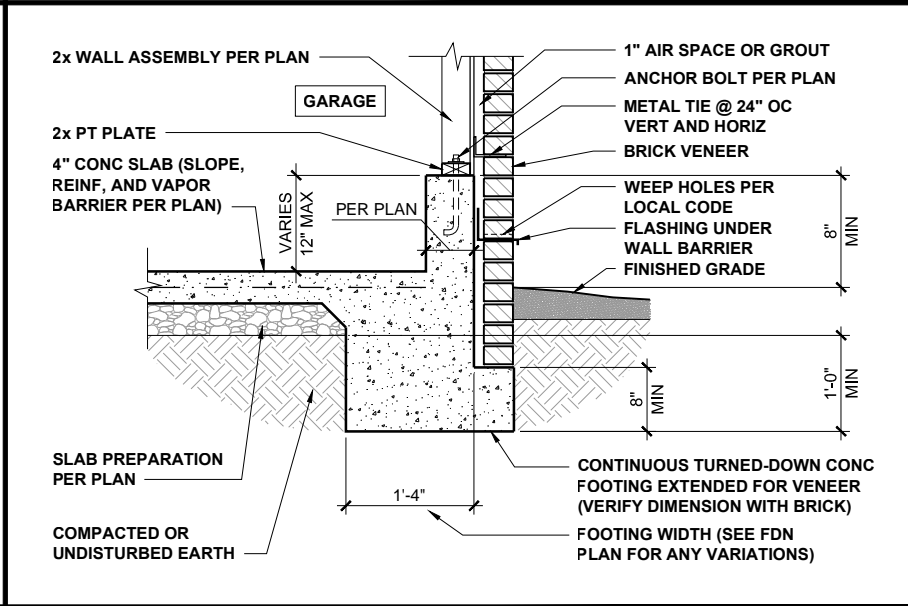 2x WALL ASSEMBLY PER PLAN
GARAGE
2x PT PLATE
4" CONC SLAB (SLOPE,
REINF, AND VAPOR
BARRIER PER PLAN)
VARIES
12" MAX
PER PLAN
1" AIR SPACE OR GROUT
ANCHOR BOLT PER PLAN
METAL TIE @ 24" OC
VERT AND HORIZ
BRICK VENEER
WEEP HOLES PER
LOCAL CODE
FLASHING UNDER
WALL BARRIER
FINISHED GRADE
8"
MIN
1'-0"
MIN
8"
MIN
SLAB PREPARATION
PER PLAN
COMPACTED OR
UNDISTURBED EARTH
1'-4"
CONTINUOUS TURNED-DOWN CONC
FOOTING EXTENDED FOR VENEER
(VERIFY DIMENSION WITH BRICK)
FOOTING WIDTH (SEE FDN
PLAN FOR ANY VARIATIONS)